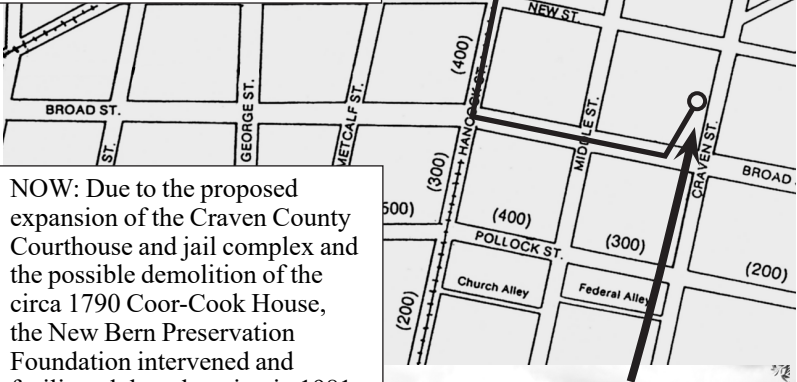 NEW ST.
(400)
HANCOCK ST.
BROAD ST.
GEORGE ST.
METCALF ST.
ST.
MIDDLE ST.
CRAVEN ST.
BROAD
(300)
500)
(400)
POLLOCK ST.
(300)
(200)
Church Alley
Federal Alley
(200)
NOW: Due to the proposed
expansion of the Craven County
Courthouse and jail complex and
the possible demolition of the
circa 1790 Coor-Cook House,
the New Bern Preservation
Foundation intervened and